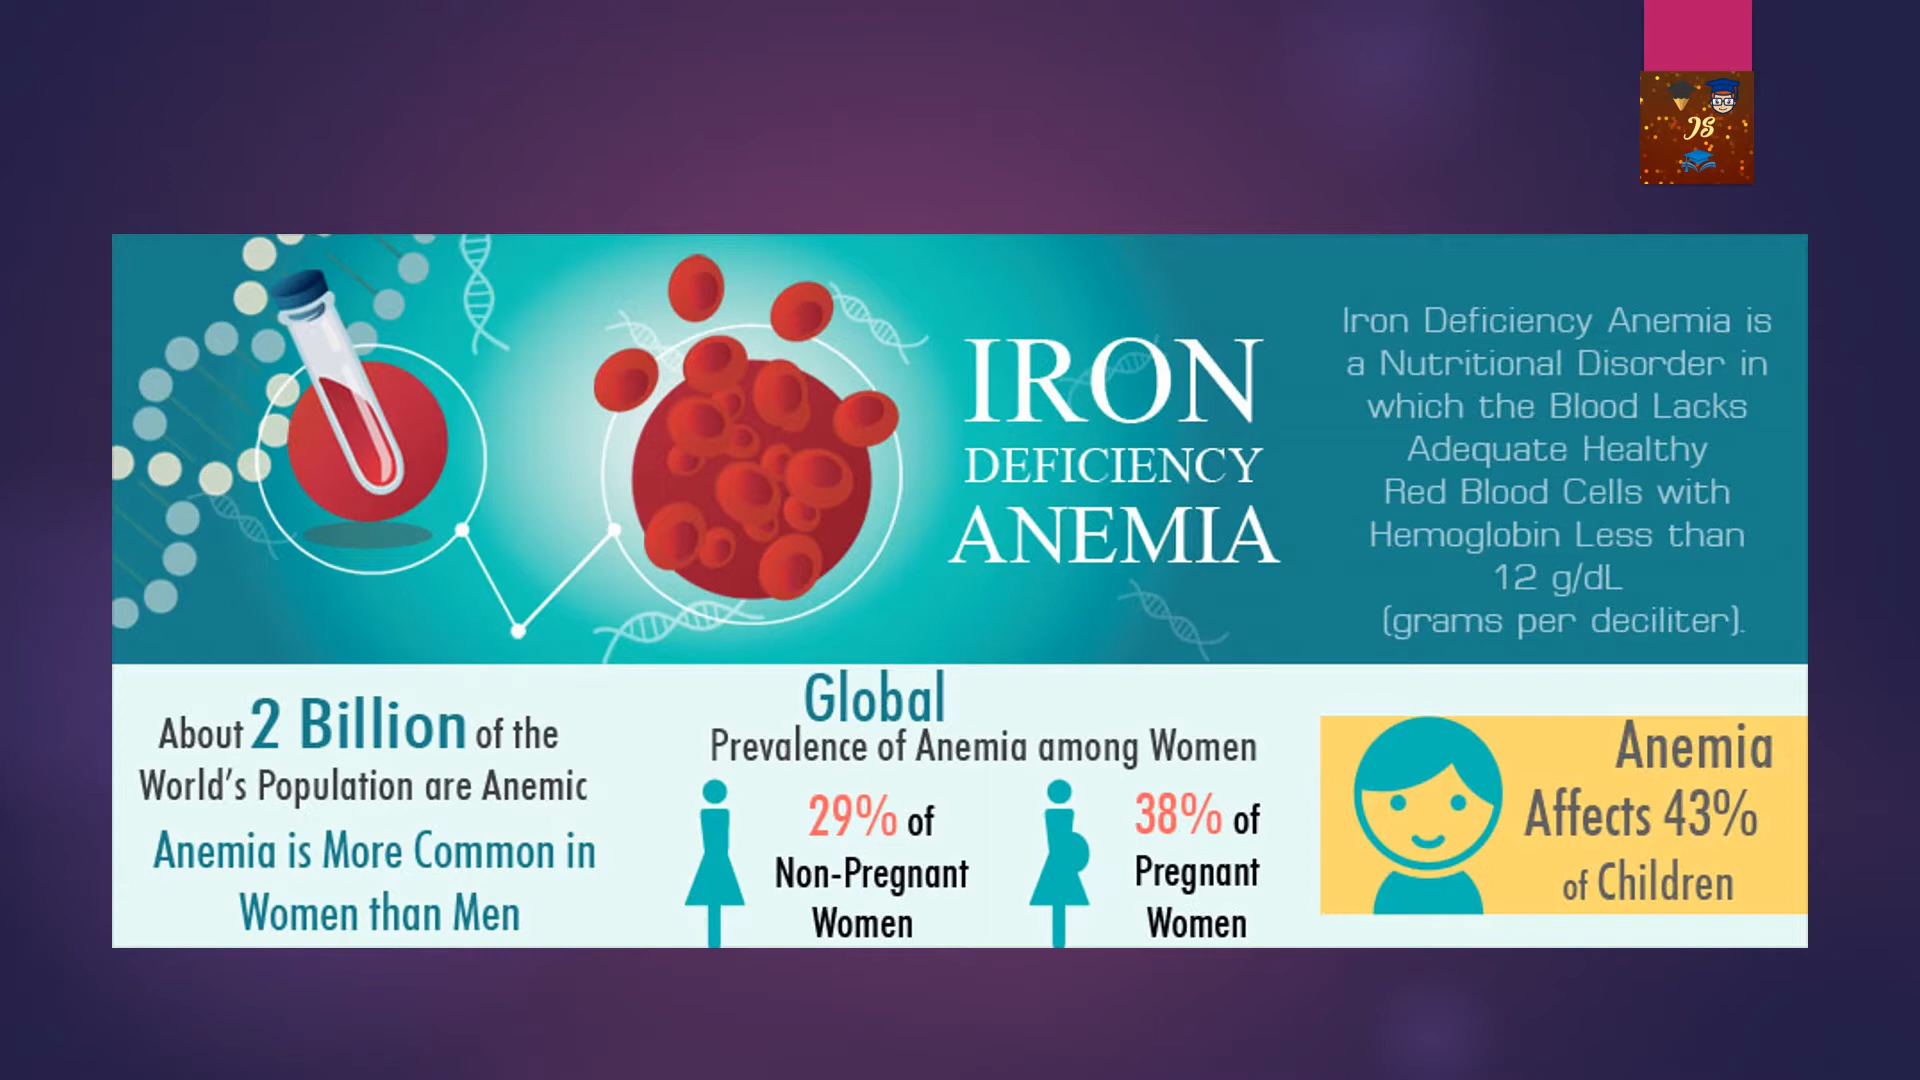 JS
IRON
DEFICIENCY
ANEMIA
Iron Deficiency Anemia is
a Nutritional Disorder in
which the Blood Lacks
Adequate Healthy
Red Blood Cells with
Hemoglobin Less than
12 g/dL
(grams per deciliter).
About 2 Billion of the
World's Population are Anemic
Anemia is More Common in
Women than Men
Global
Prevalence of Anemia among Women
29% of
Non-Pregnant
Women
38% of
Pregnant
Women
Anemia
Affects 43%
of Children